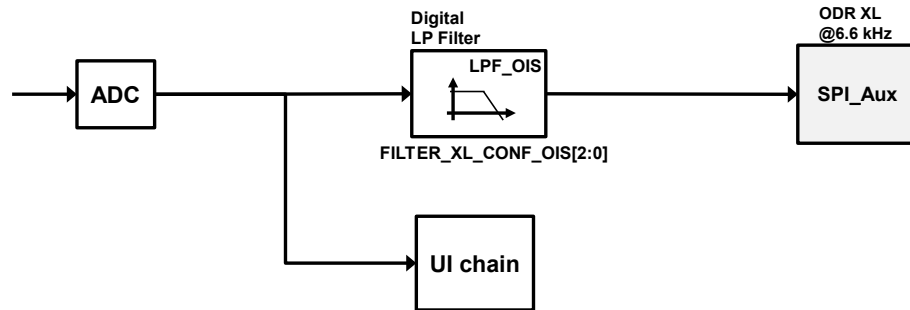 Digital
LP Filter
ODR XL
@6.6 kHz
LPF_OIS
ADC
SPI_Aux
FILTER_XL_CONF_OIS[2:0]
UI chain